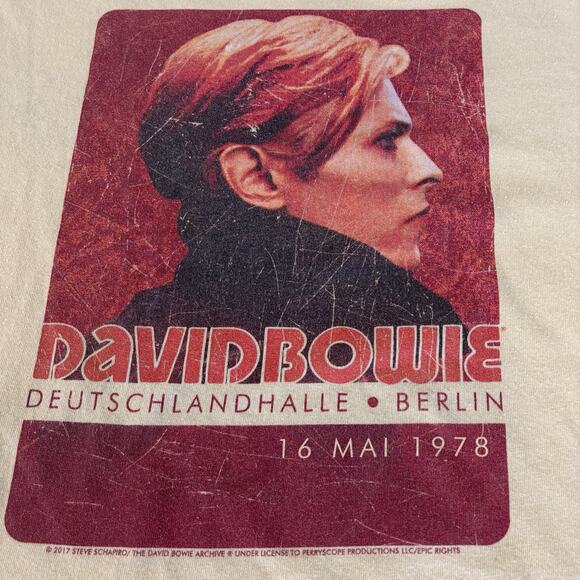 DAVIDBOWIE®
DEUTSCHLANDHALLE • BERLIN
16 MAI 1978
© 2017 STEVE SCHAPIRO/ THE DAVID BOWIE ARCHIVE ® UNDER LICENSE TO PERRYSCOPE PRODUCTIONS LLC/EPIC RIGHTS